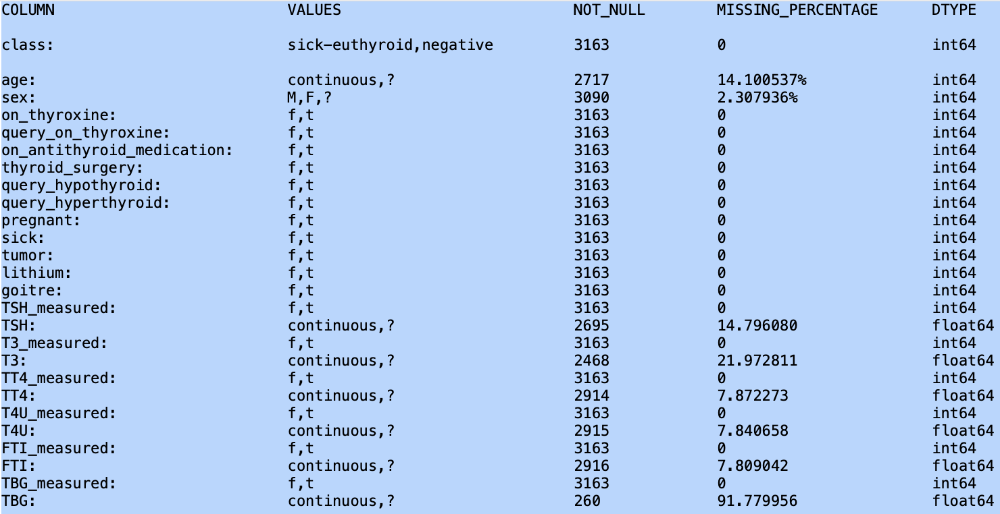 COLUMN VALUES NOT_NULL MISSING_PERCENTAGE DTYPE
class: sick-euthyroid,negative 3163 0 int64
age: continuous,? 2717 14.100537% int64
sex: M,F,? 3090 2.307936% int64
on_thyroxine: f,t 3163 0 int64
query_on_thyroxine: f,t 3163 0 int64
on_antithyroid_medication: f,t 3163 0 int64
thyroid_surgery: f,t 3163 0 int64
query_hypothyroid: f,t 3163 0 int64
query_hyperthyroid: f,t 3163 0 int64
pregnant: f,t 3163 0 int64
sick: f,t 3163 0 int64
tumor: f,t 3163 0 int64
lithium: f,t 3163 0 int64
goitre: f,t 3163 0 int64
TSH_measured: f,t 3163 0 int64
TSH: continuous,? 2695 14.796080 float64
T3_measured: f,t 3163 0 int64
T3: continuous,? 2468 21.972811 float64
TT4_measured: f,t 3163 0 int64
TT4: continuous,? 2914 7.872273 float64
T4U_measured: f,t 3163 0 int64
T4U: continuous,? 2915 7.840658 float64
FTI_measured: f,t 3163 0 int64
FTI: continuous,? 2916 7.809042 float64
TBG_measured: f,t 3163 0 int64
TBG: continuous,? 260 91.779956 float64